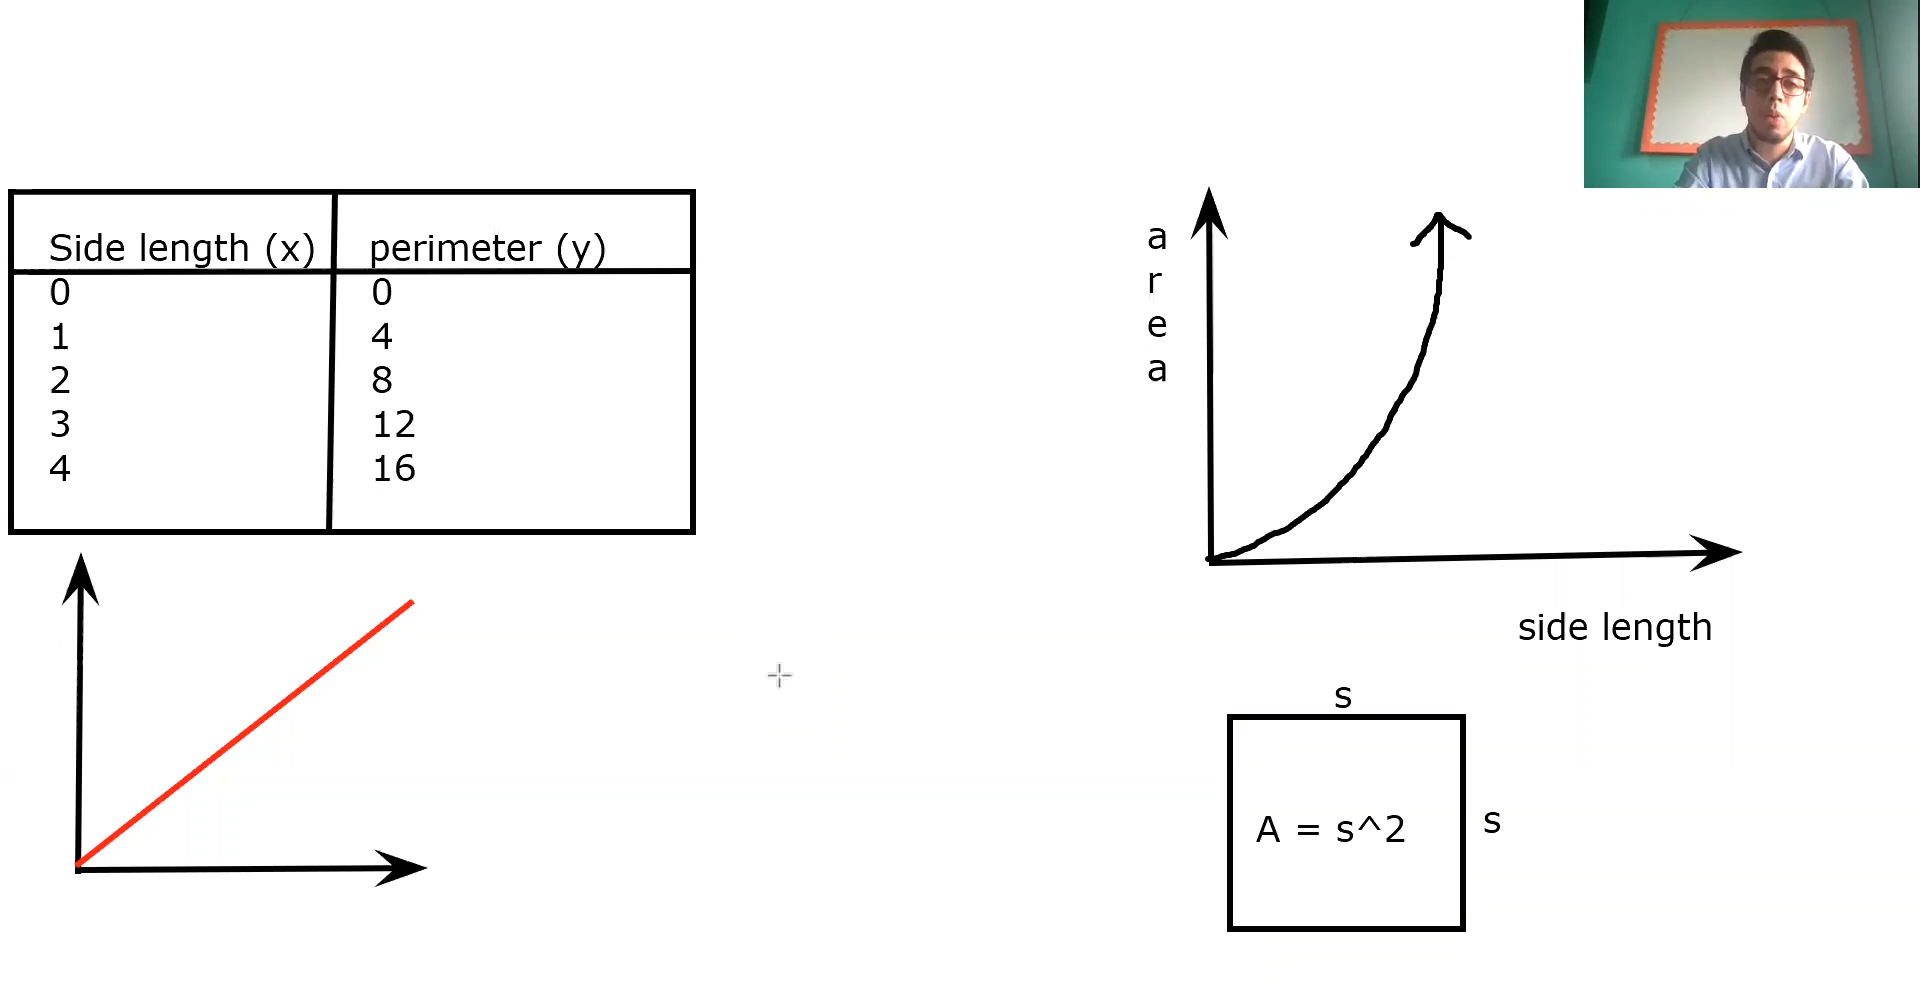 Side length (x) perimeter (y)
0 0
1 4
2 8
3 12
4 16
a
r
e
a
side length
s
A = s^2
s